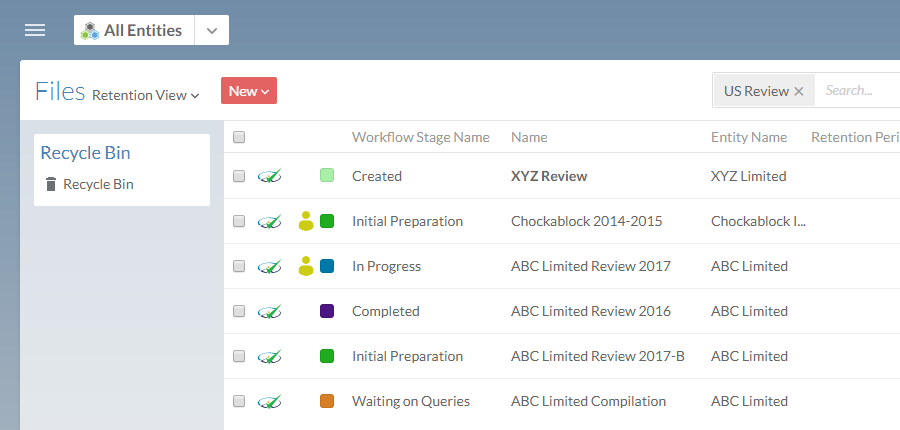 All Entities
Files Retention View
New
US Review
Search...
Recycle Bin
Recycle Bin
Workflow Stage Name Name Entity Name Retention Peri
Created XYZ Review XYZ Limited
Initial Preparation Chockablock 2014-2015 Chockablock I...
In Progress ABC Limited Review 2017 ABC Limited
Completed ABC Limited Review 2016 ABC Limited
Initial Preparation ABC Limited Review 2017-B ABC Limited
Waiting on Queries ABC Limited Compilation ABC Limited